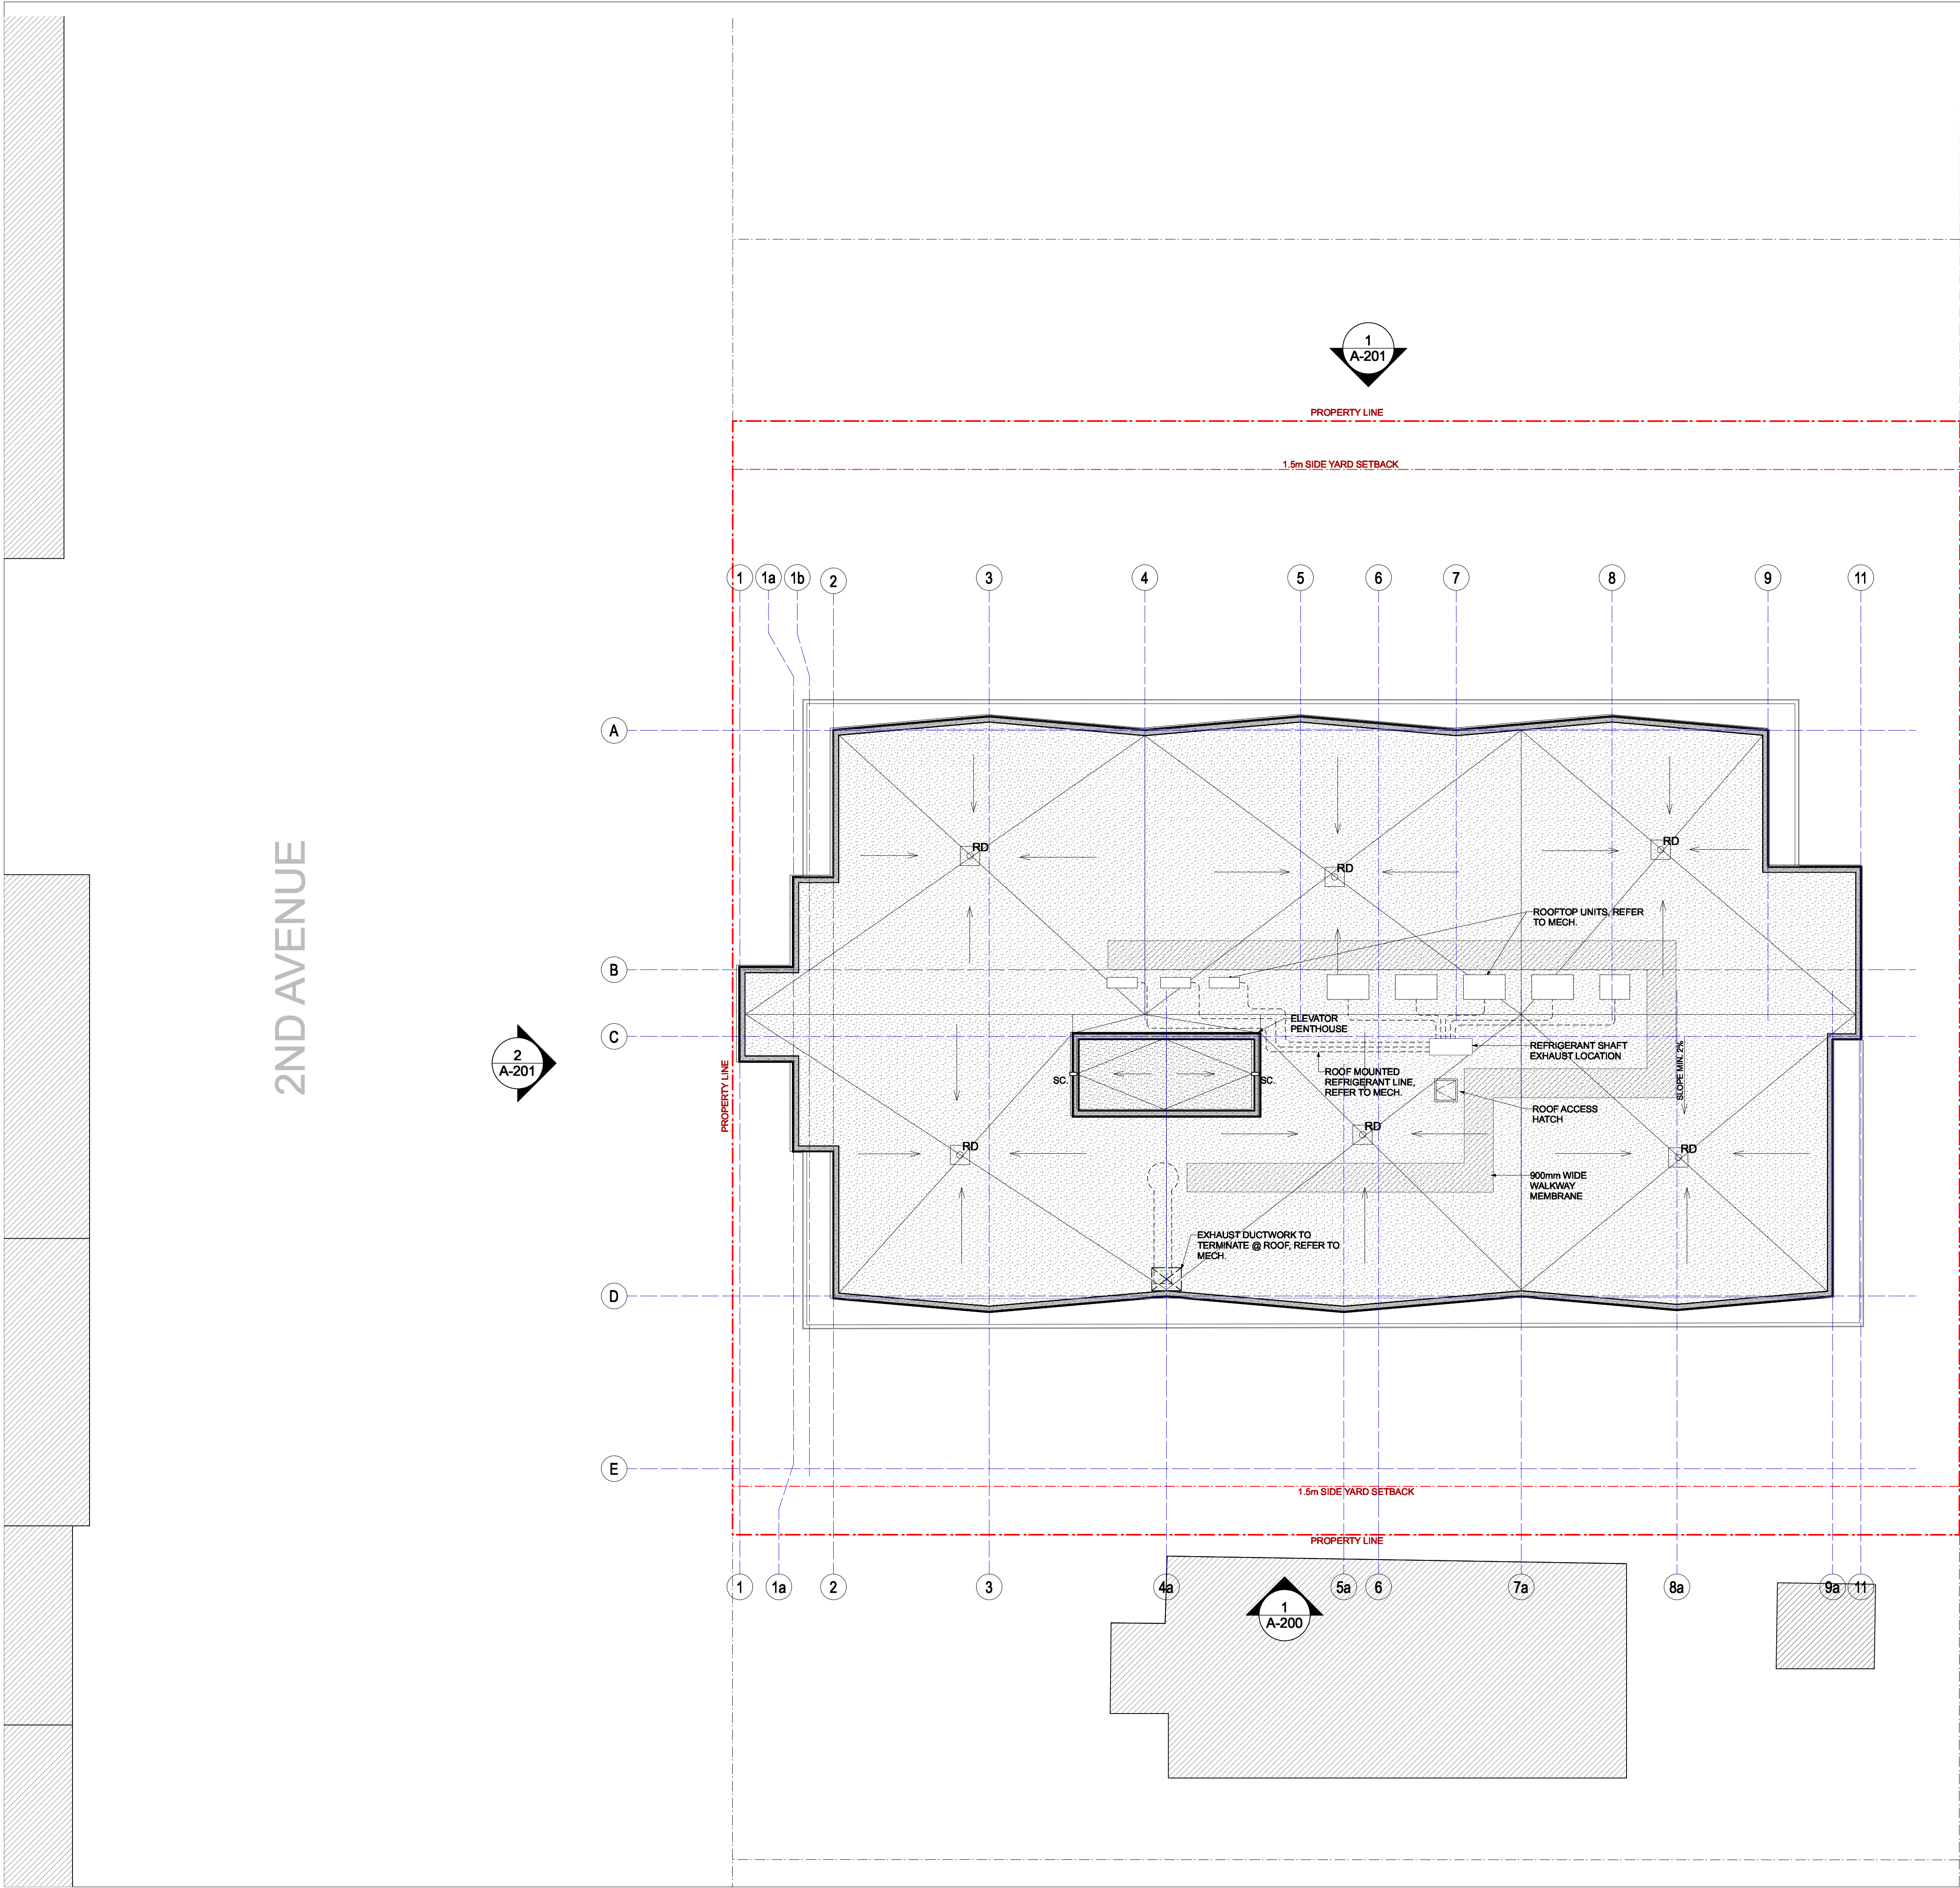 1
A-201
PROPERTY LINE
1.5m SIDE YARD SETBACK
1
1a
1b
2
3
4
5
6
7
8
9
11
A
RD
RD
RD
2ND AVENUE
ROOFTOP UNITS, REFER
TO MECH.
B
C
ELEVATOR
PENTHOUSE
REFRIGERANT SHAFT
EXHAUST LOCATION
2
A-201
PROPERTY LINE
SC.
SC.
ROOF MOUNTED
REFRIGERANT LINE,
REFER TO MECH.
SLOPE MIN. 2%
ROOF ACCESS
HATCH
RD
RD
RD
900mm WIDE
WALKWAY
MEMBRANE
EXHAUST DUCTWORK TO
TERMINATE @ ROOF, REFER TO
MECH.
D
E
1.5m SIDE YARD SETBACK
PROPERTY LINE
1
1a
2
3
4a
5a
6
7a
8a
9a
11
1
A-200